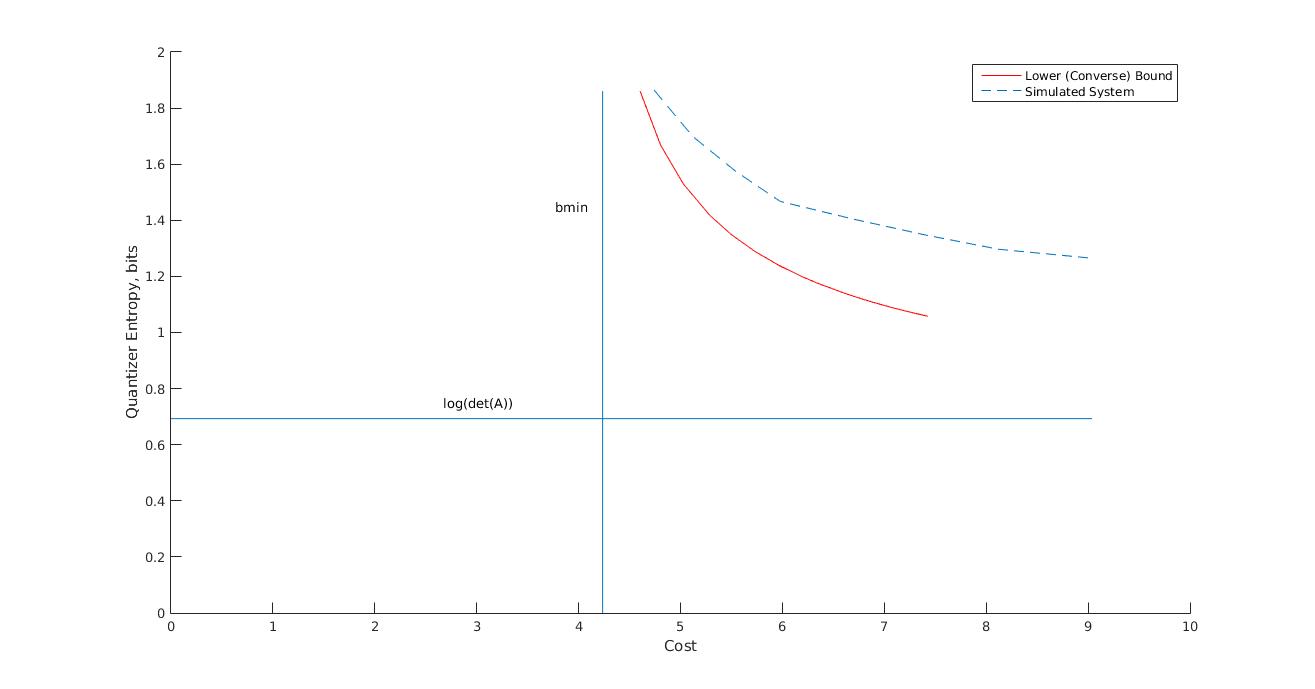 2
1.8
1.6
1.4
1.2
1
0.8
0.6
0.4
0.2
0
Quantizer Entropy, bits
Lower (Converse) Bound
Simulated System
bmin
log(det(A))
0 1 2 3 4 5 6 7 8 9 10
Cost